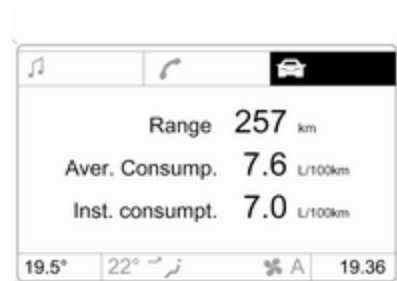 Range 257 km
Aver. Consump. 7.6 L/100km
Inst. consumpt. 7.0 L/100km
19.5° 22° A 19.36